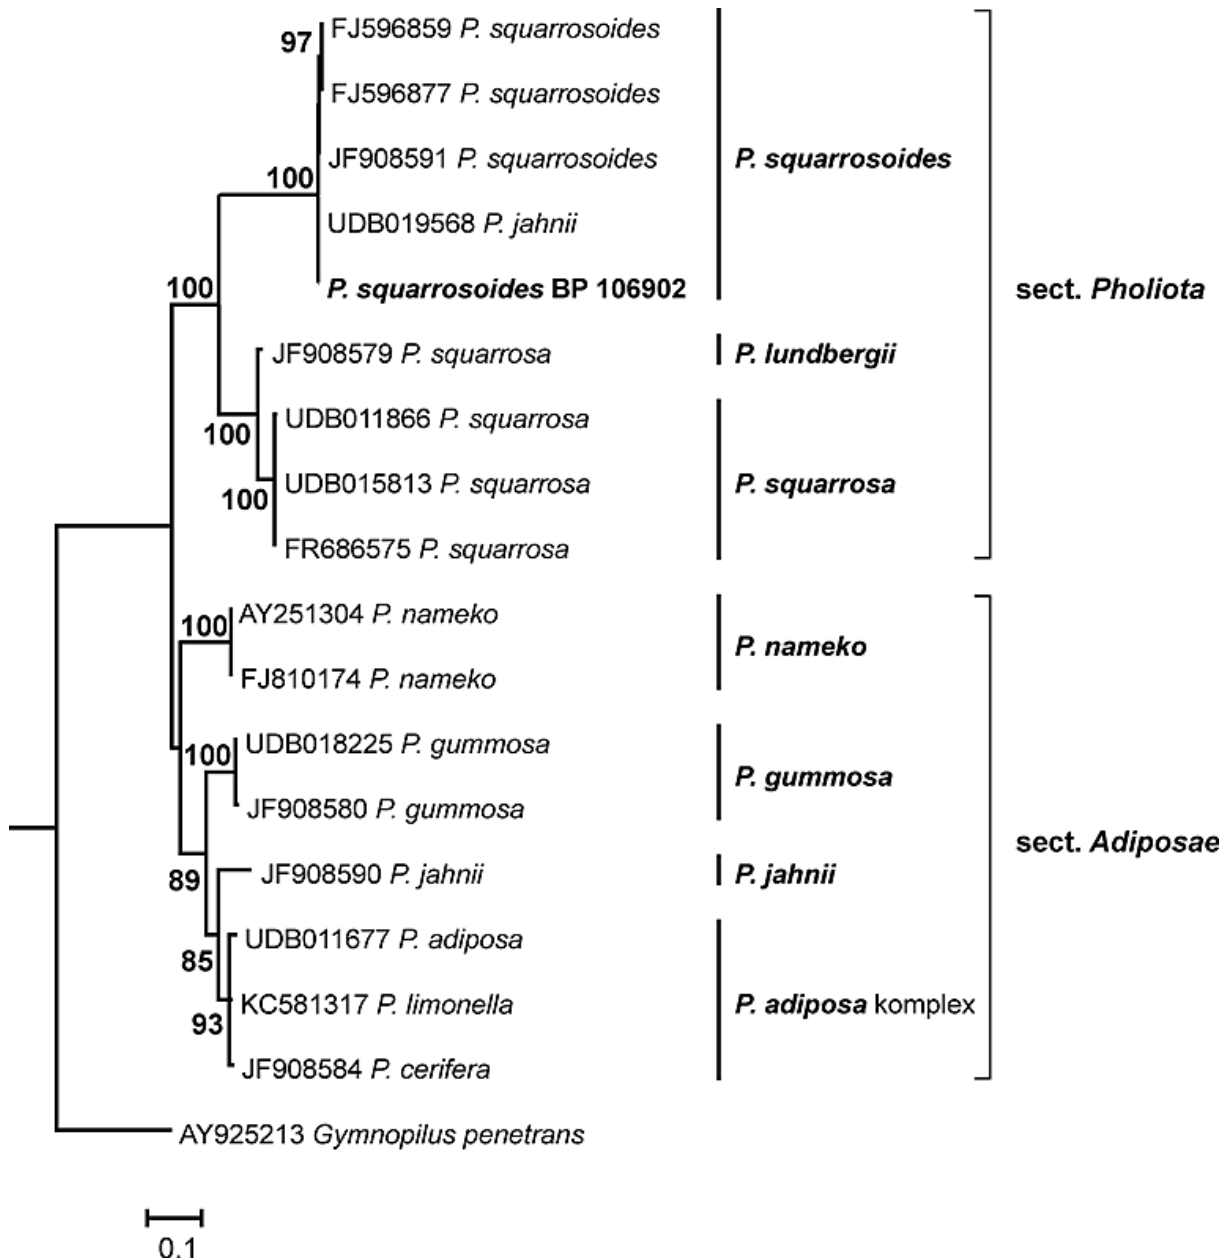 FJ596859 P. squarrosoides
97
FJ596877 P. squarrosoides
JF908591 P. squarrosoides
P. squarrosoides
100
UDB019568 P. jahnii
100
P. squarrosoides BP 106902
sect. Pholiota
JF908579 P. squarrosa
P. lundbergii
UDB011866 P. squarrosa
100
UDB015813 P. squarrosa
P. squarrosa
100
FR686575 P. squarrosa
AY251304 P. nameko
100
P. nameko
FJ810174 P. nameko
UDB018225 P. gummosa
100
P. gummosa
JF908580 P. gummosa
sect. Adiposae
JF908590 P. jahnii
P. jahnii
89
UDB011677 P. adiposa
85
KC581317 P. limonella
P. adiposa komplex
93
JF908584 P. cerifera
AY925213 Gymnopilus penetrans
0.1